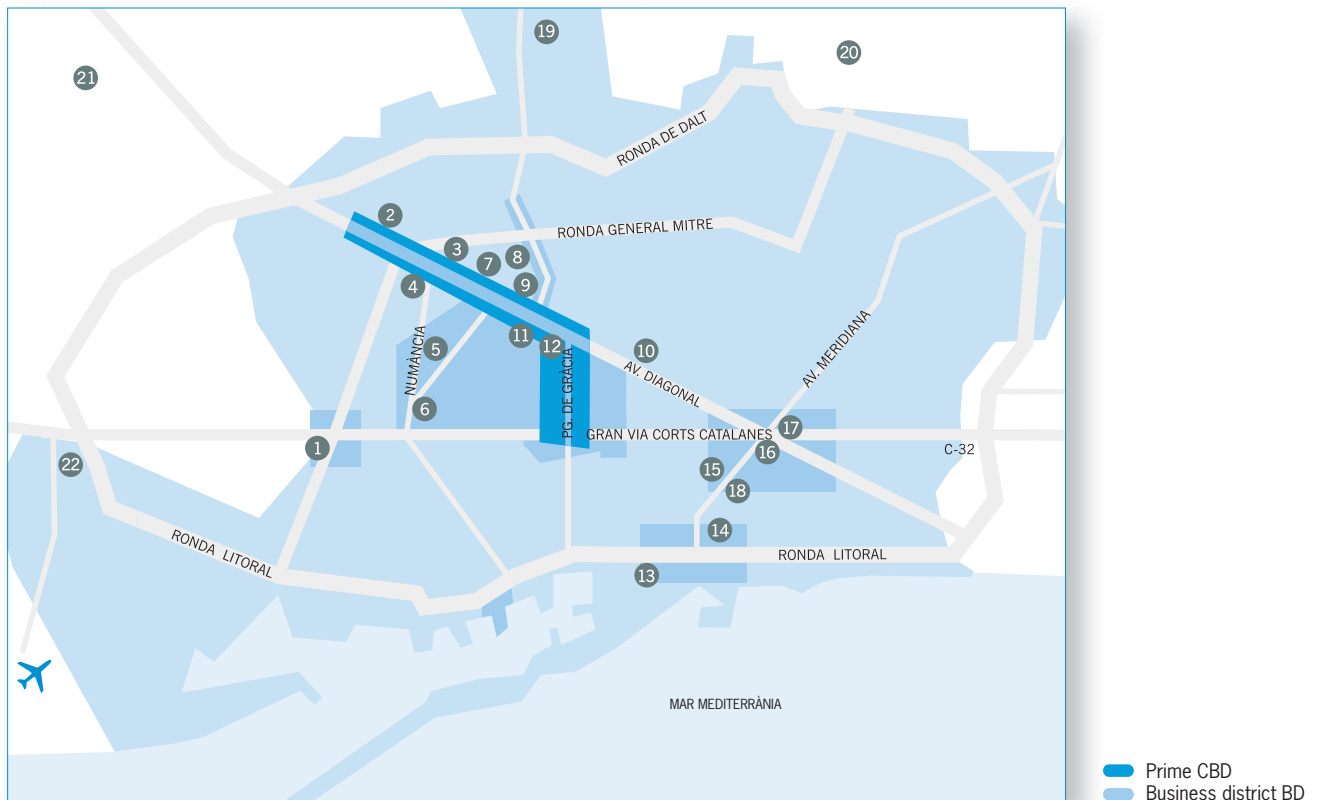 19
20
21
RONDA DE DALT
2
RONDA GENERAL MITRE
3
8
7
4
9
11
12
10
NUMÀNCIA
5
PG. DE GRÀCIA
AV. DIAGONAL
AV. MERIDIANA
6
GRAN VIA CORTS CATALANES
17
1
16
C-32
22
15
18
14
RONDA LITORAL
RONDA LITORAL
13
MAR MEDITERRÀNIA
Prime CBD
Business district BD